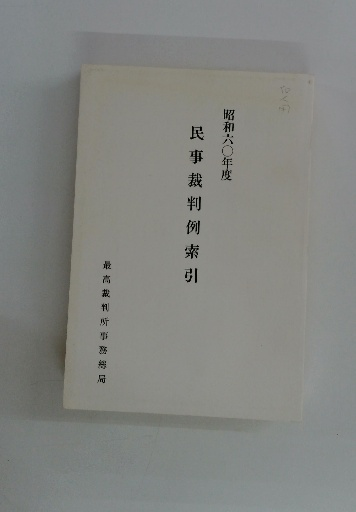 昭和六〇年度
民事裁判例索引
最高裁判所事務総局